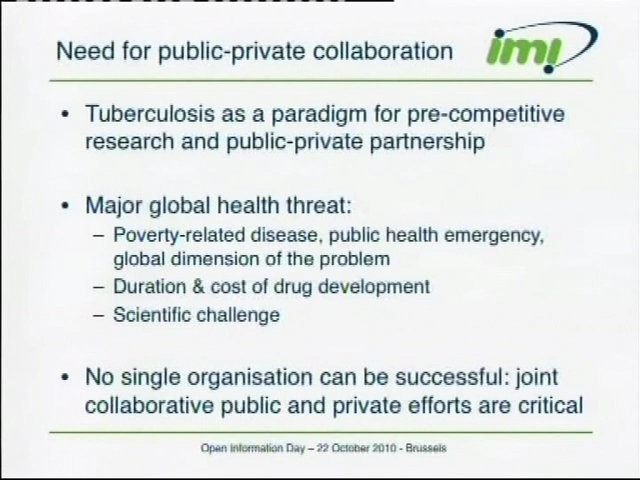 Need for public-private collaboration
imi
• Tuberculosis as a paradigm for pre-competitive
research and public-private partnership
• Major global health threat:
– Poverty-related disease, public health emergency,
global dimension of the problem
– Duration & cost of drug development
– Scientific challenge
• No single organisation can be successful: joint
collaborative public and private efforts are critical
Open Information Day – 22 October 2010 - Brussels